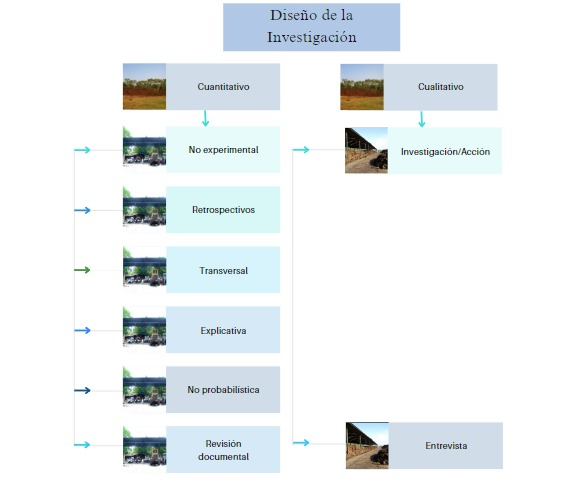 Diseño de la
Investigación
Cuantitativo
Cualitativo
No experimental
Investigación/Acción
Retrospectivos
Transversal
Explicativa
No probabilística
Revisión
documental
Entrevista